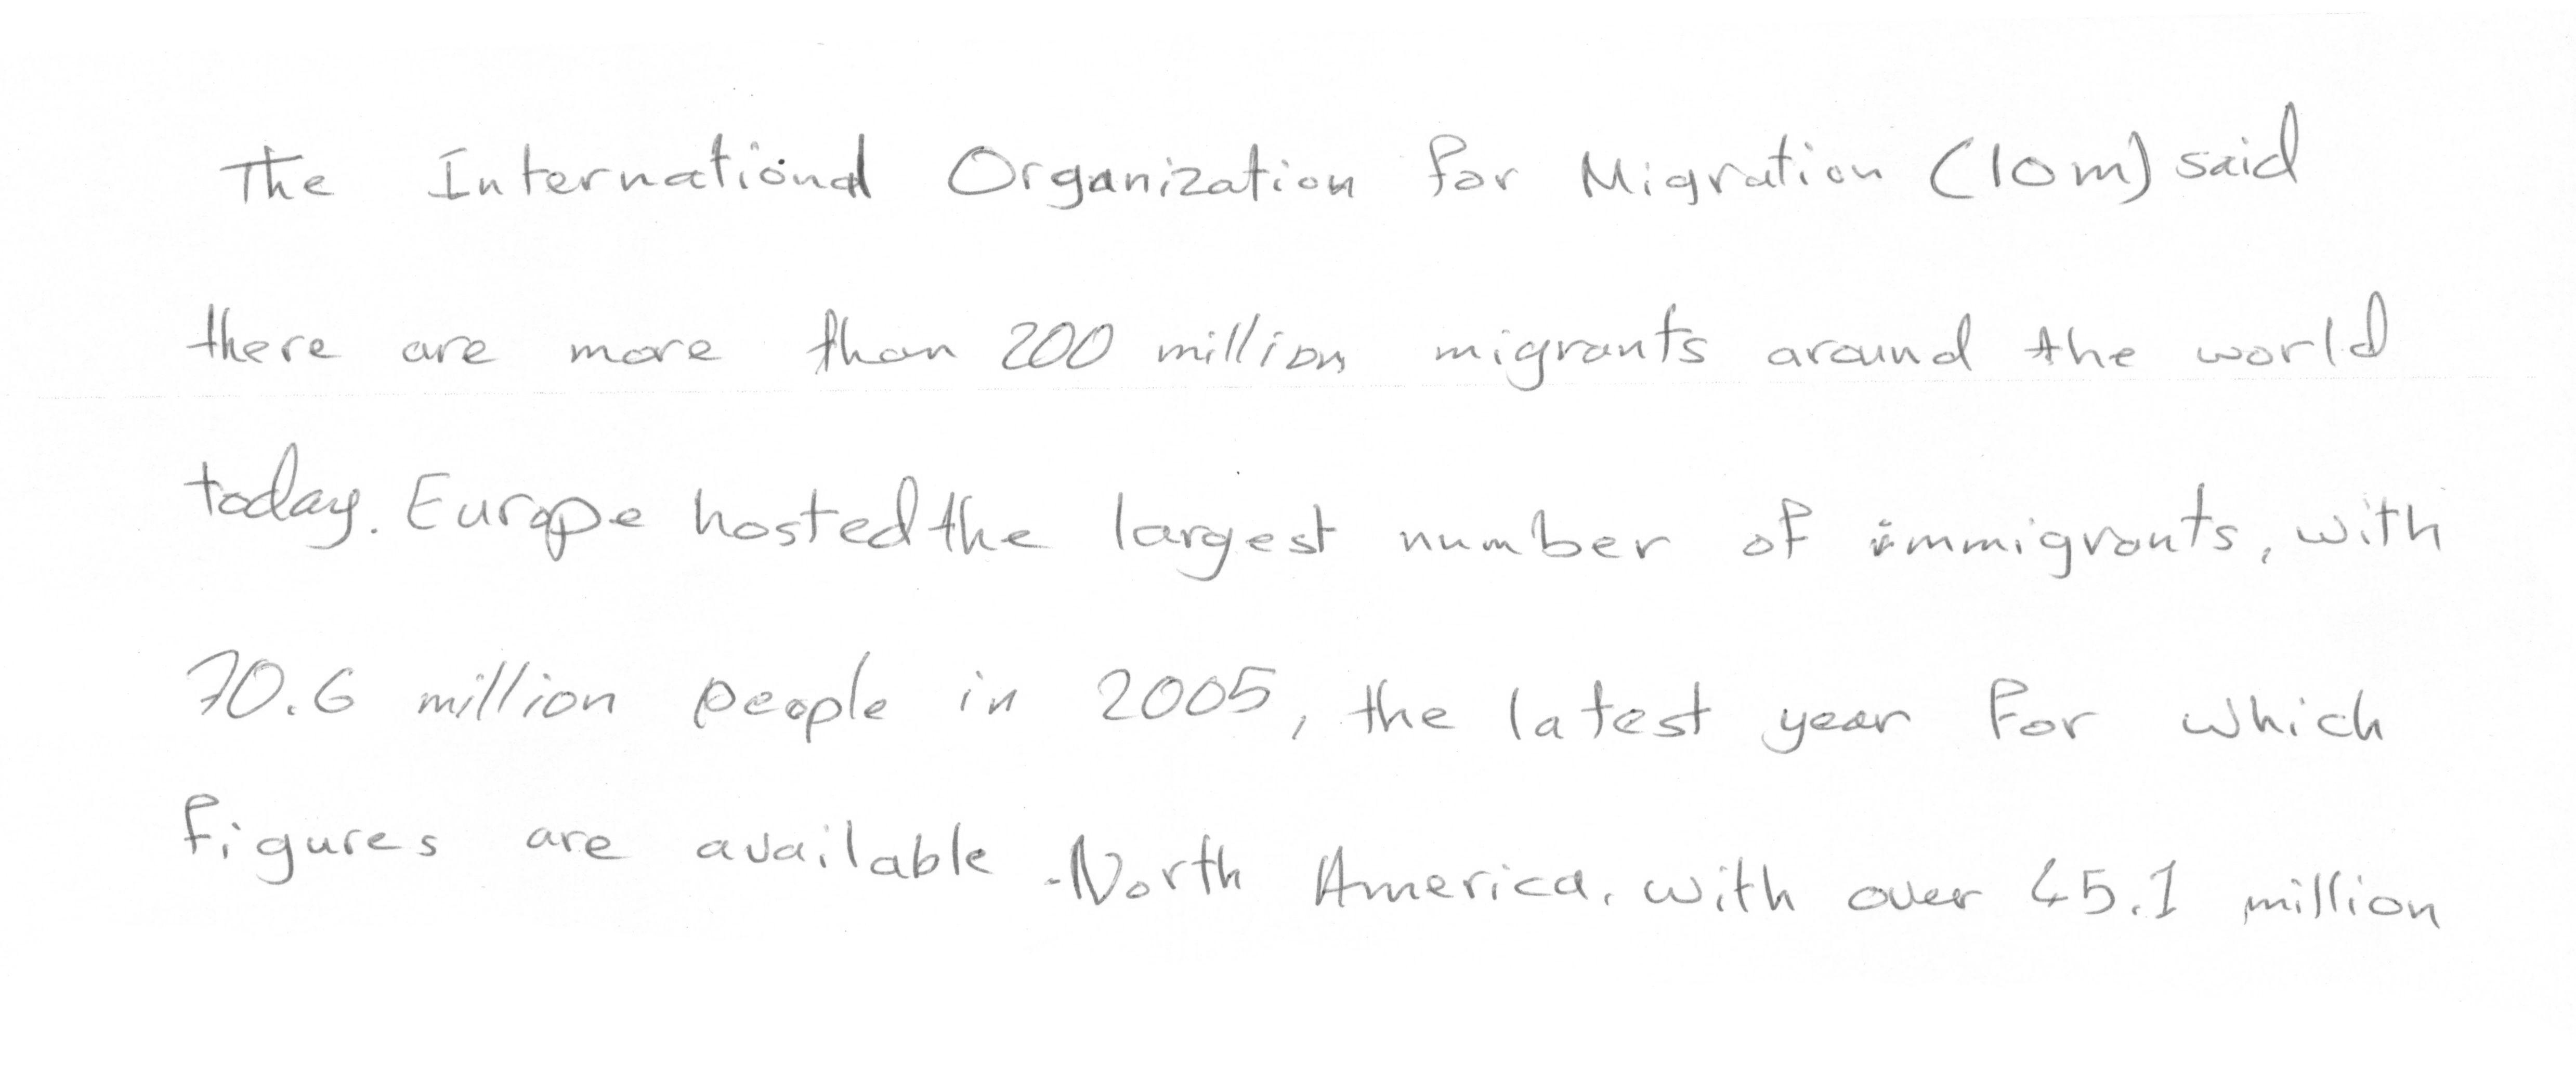 The International Organization for Migration (IOM) said
there are more than 200 million migrants around the world
today. Europe hosted the largest number of immigrants, with
70.6 million people in 2005, the latest year for which
figures are available. North America, with over 45.1 million